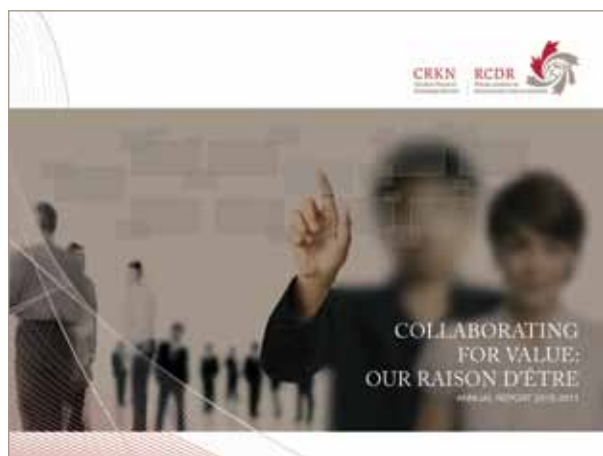 CRKN RCDR
COLLABORATING
FOR VALUE:
OUR RAISON D'ÊTRE
ANNUAL REPORT 2010-2011